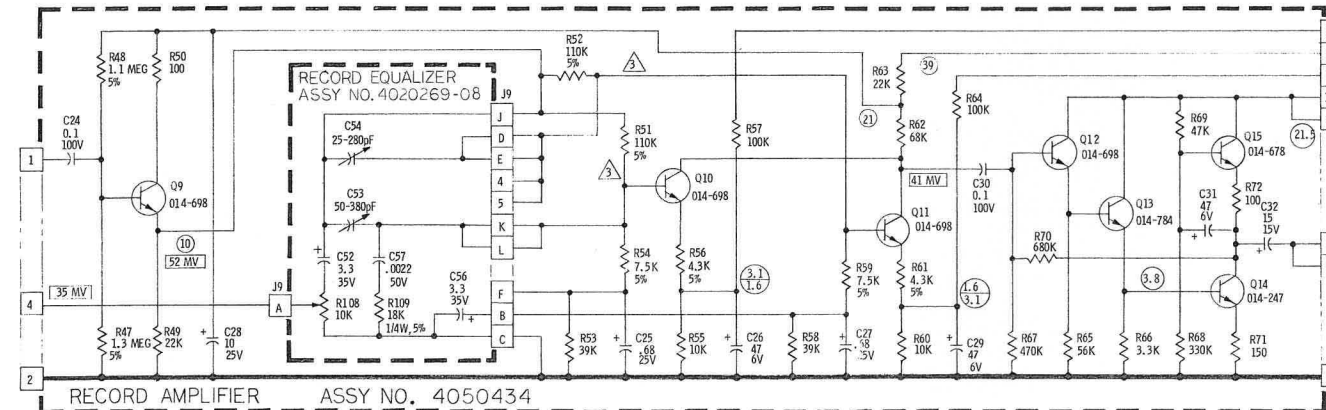 R48
1.1 MEG
5%
R50
100
C24
0.1
100V
1
Q9
014-698
10
52 MV
4
35 MV
R47
1.3 MEG
5%
R49
22K
C28
10
25V
2
RECORD EQUALIZER
ASSY NO. 4020269-08
J9
C54
25-280pF
C53
50-380pF
C52
3.3
35V
C57
.0022
50V
C56
3.3
35V
J9
A
R108
10K
R109
18K
1/4W, 5%
J
D
E
4
5
K
L
F
B
C
R52
110K
5%
3
R51
110K
5%
3
Q10
014-698
R54
7.5K
5%
R56
4.3K
5%
R53
39K
C25
.68
25V
R55
10K
R57
100K
3.1
1.6
C26
47
6V
R58
39K
R59
7.5K
5%
C27
R63
22K
39
21
R62
68K
R64
100K
41 MV
Q11
014-698
C30
0.1
100V
R61
4.3K
5%
1.6
3.1
R60
10K
C29
47
6V
Q12
014-698
Q13
014-784
R70
680K
R67
470K
R65
56K
R66
3.3K
R69
47K
Q15
014-678
C31
47
6V
R72
100
C32
15
15V
21.5
3.8
Q14
014-247
R68
330K
R71
150
RECORD AMPLIFIER ASSY NO. 4050434